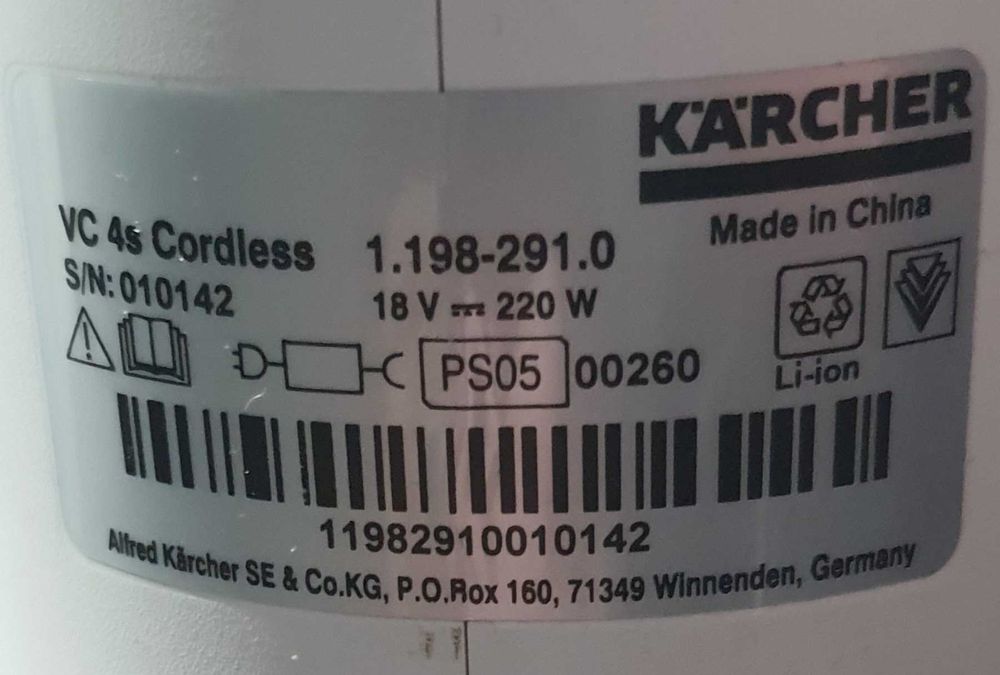 KÄRCHER
Made in China
VC 4s Cordless 1.198-291.0
S/N: 010142 18 V 220 W
PS05 00260
Li-ion
11982910010142
Alfred Kärcher SE & Co.KG, P.O.Box 160, 71349 Winnenden, Germany